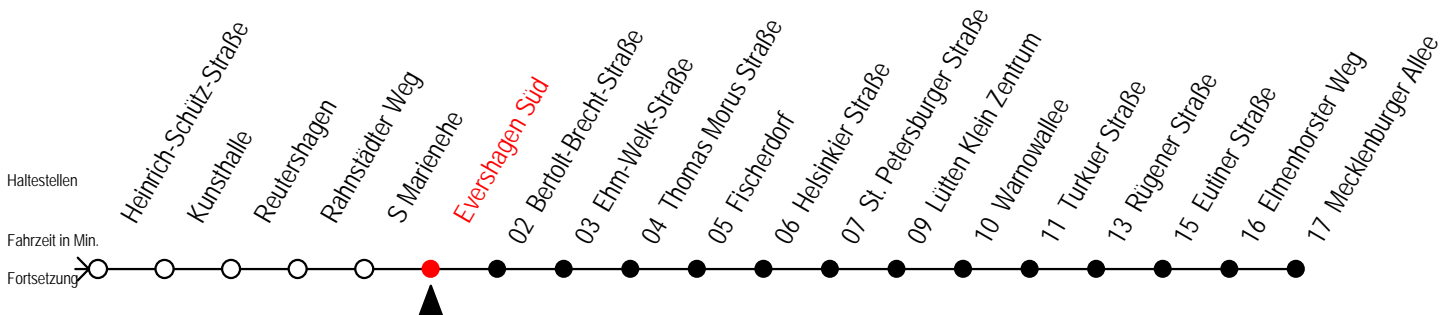 Haltestellen
Fahrzeit in Min.
Fortsetzung
Heinrich-Schütz-Straße
Kunsthalle
Reutershagen
Rahnstädter Weg
S Marienehe
Evershagen Süd
02 Bertolt-Brecht-Straße
03 Ehm-Welk-Straße
04 Thomas Morus Straße
05 Fischerdorf
06 Helsinkier Straße
07 St. Petersburger Straße
09 Lütten Klein Zentrum
10 Warnowallee
11 Turkuer Straße
13 Rügener Straße
15 Eutiner Straße
16 Elmenhorster Weg
17 Mecklenburger Allee